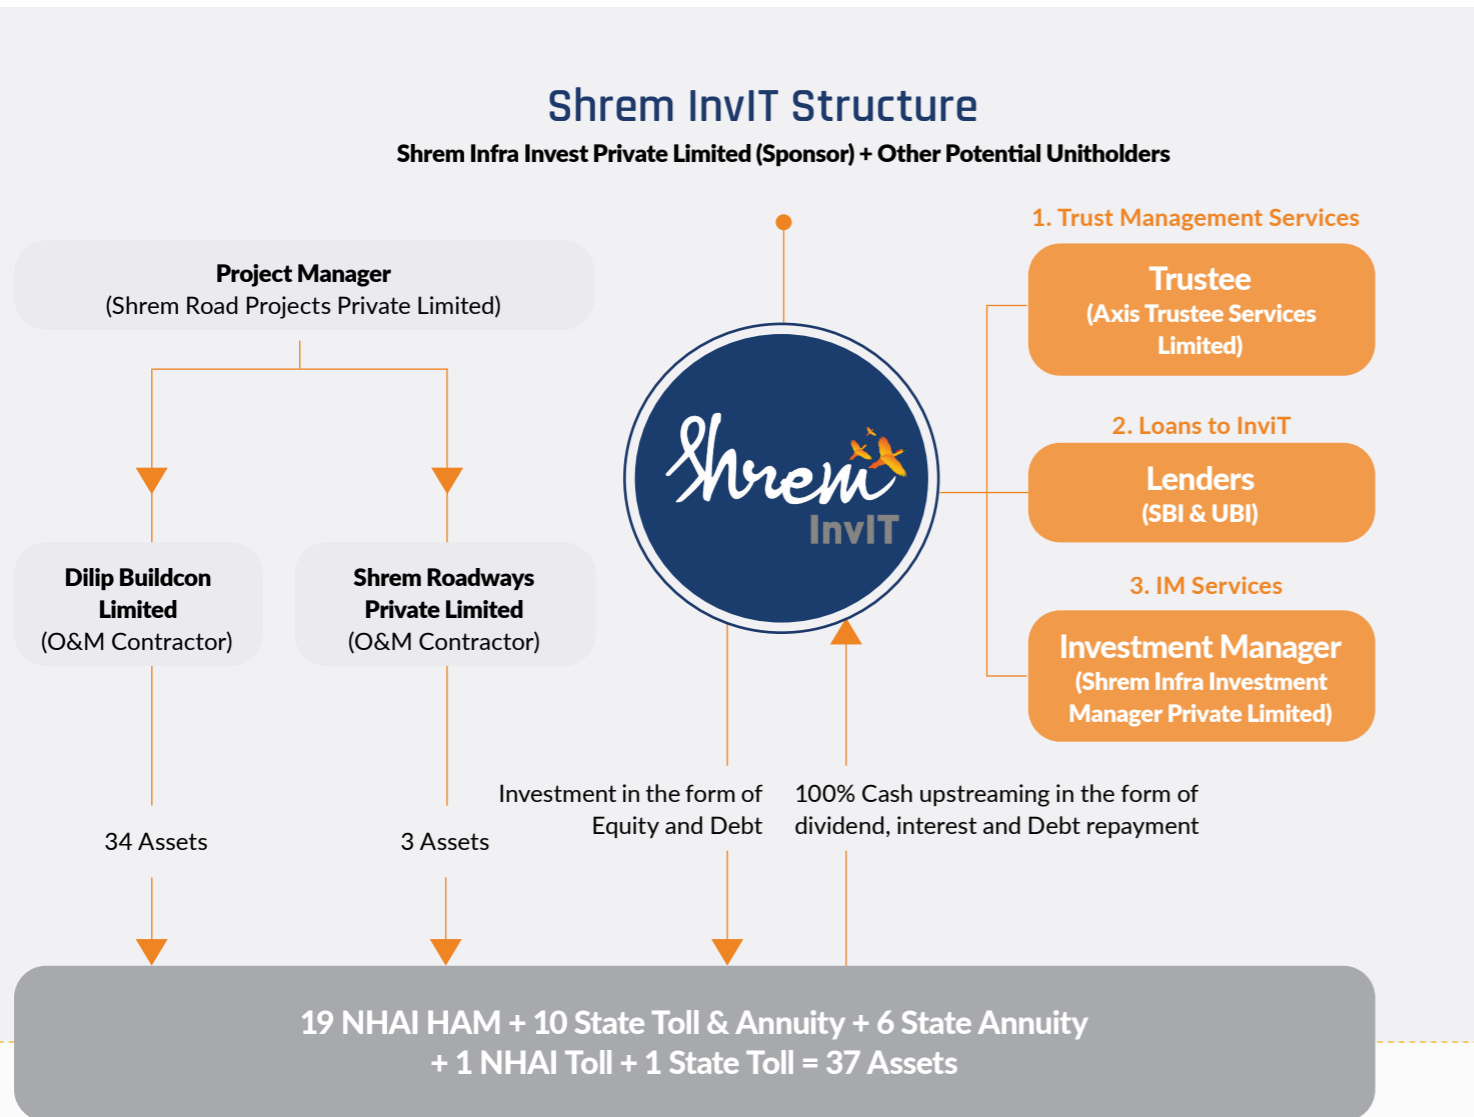 Shrem InvIT Structure
Shrem Infra Invest Private Limited (Sponsor) + Other Potential Unitholders
Project Manager
(Shrem Road Projects Private Limited)
Dilip Buildcon
Limited
(O&M Contractor)
Shrem Roadways
Private Limited
(O&M Contractor)
34 Assets
3 Assets
Shrem
InvIT
1. Trust Management Services
Trustee
(Axis Trustee Services
Limited)
2. Loans to InviT
Lenders
(SBI & UBI)
3. IM Services
Investment Manager
(Shrem Infra Investment
Manager Private Limited)
Investment in the form of
Equity and Debt
100% Cash upstreaming in the form of
dividend, interest and Debt repayment
19 NHAI HAM + 10 State Toll & Annuity + 6 State Annuity
+ 1 NHAI Toll + 1 State Toll = 37 Assets